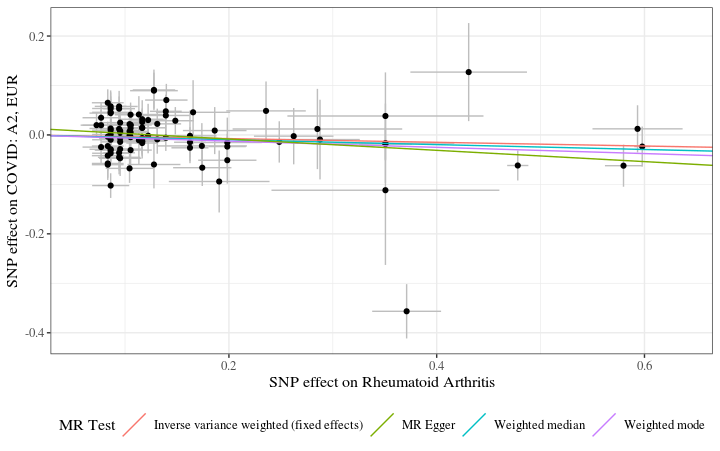 SNP effect on COVID: A2, EUR
0.2
0.0
-0.2
-0.4
0.2
0.4
0.6
SNP effect on Rheumatoid Arthritis
MR Test
Inverse variance weighted (fixed effects)
MR Egger
Weighted median
Weighted mode